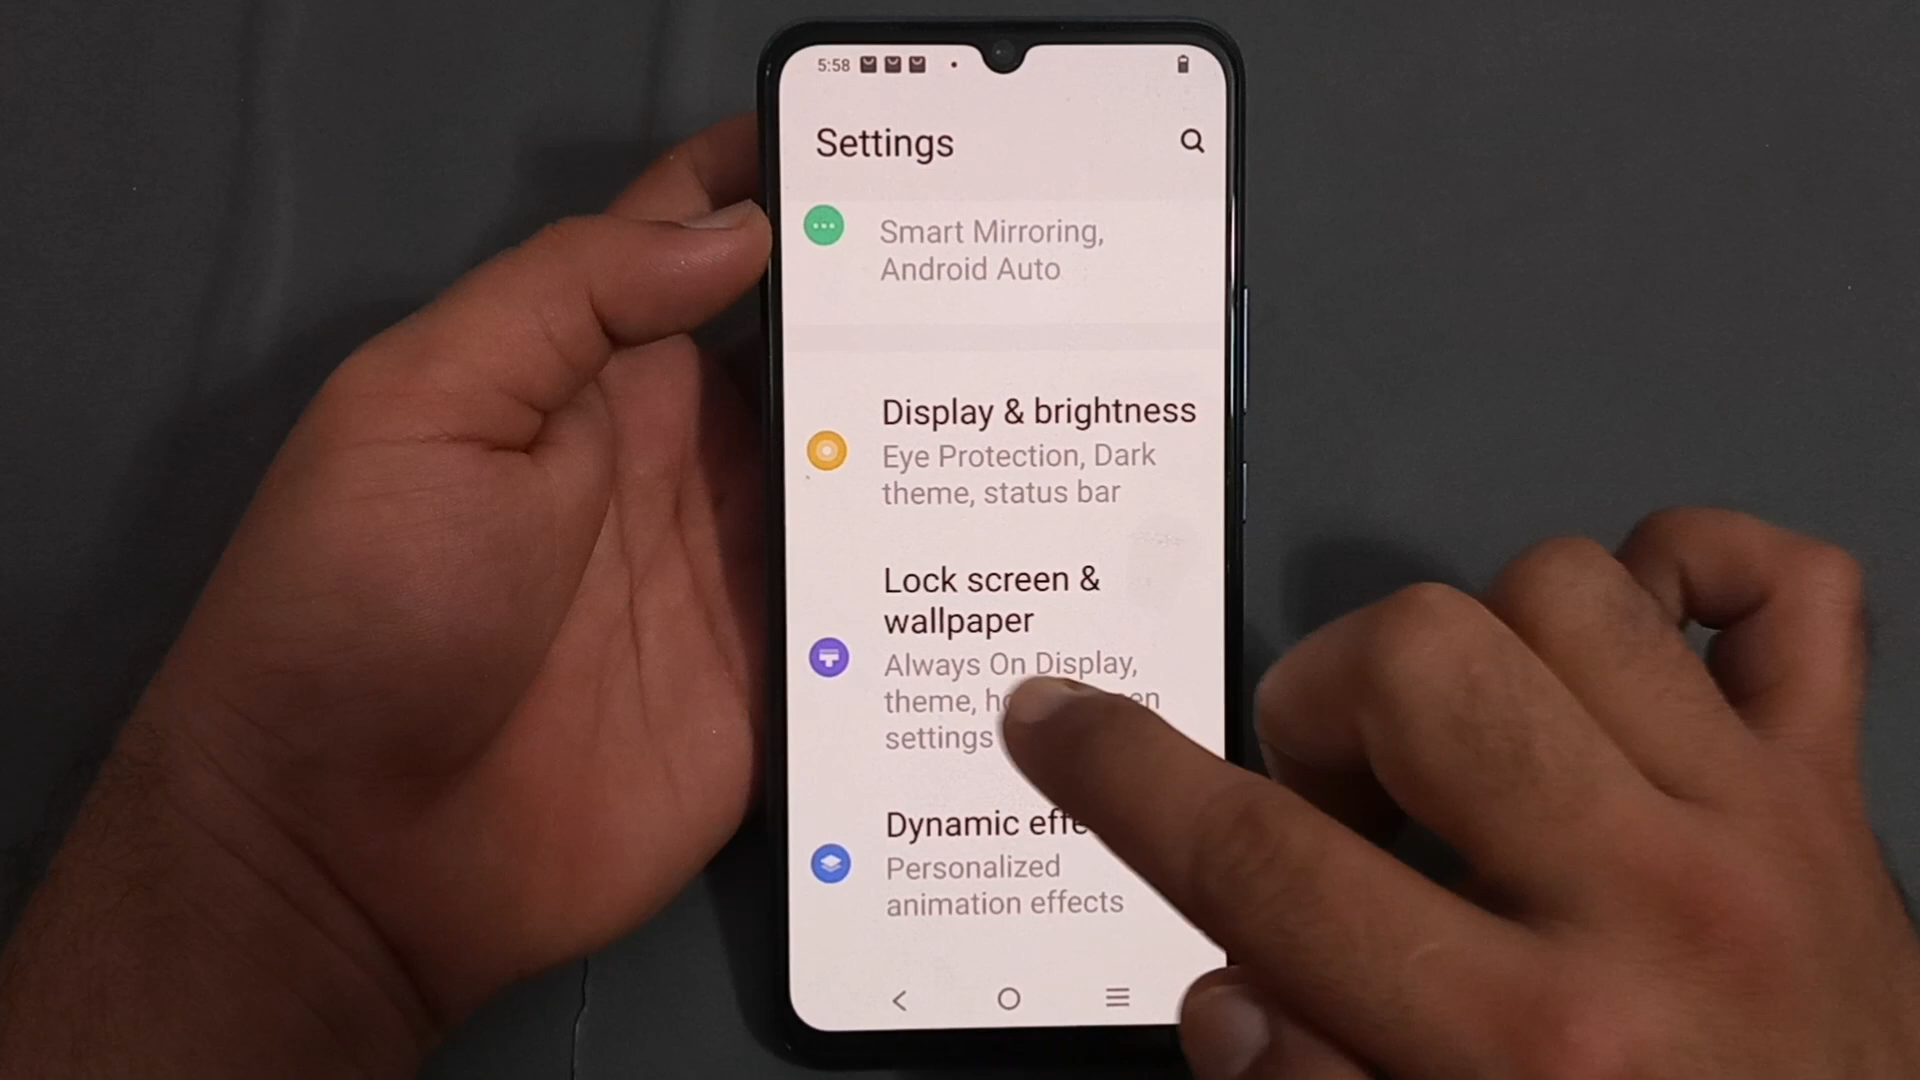 5:58
Settings
Smart Mirroring,
Android Auto
Display & brightness
Eye Protection, Dark
theme, status bar
Lock screen &
wallpaper
Always On Display,
theme,
settings
Dynamic
Personalized
animation effects